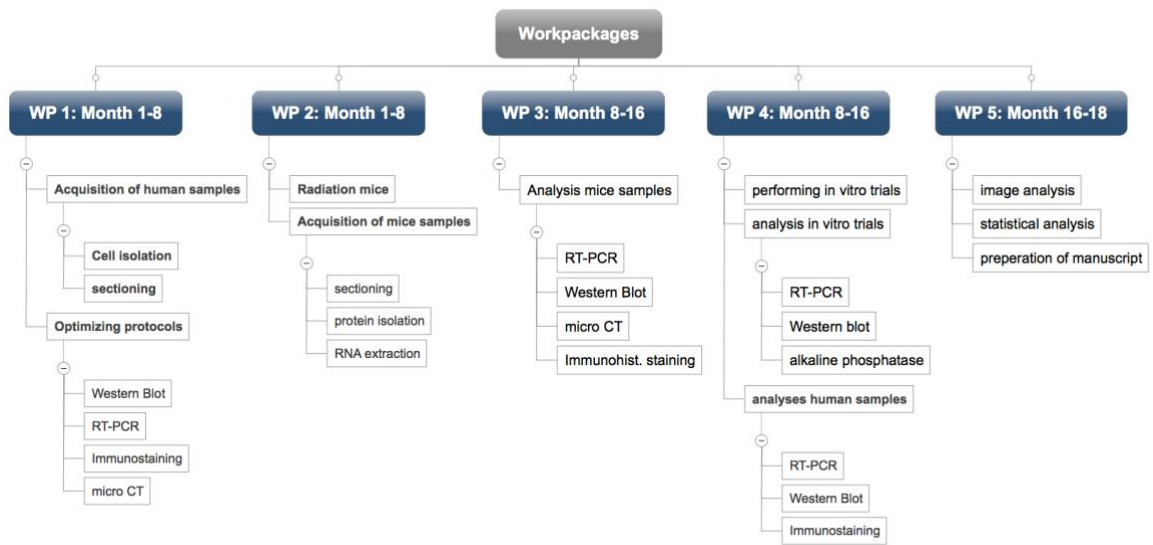 Workpackages
WP 1: Month 1-8
Acquisition of human samples
Cell isolation
sectioning
Optimizing protocols
Western Blot
RT-PCR
Immunostaining
micro CT
WP 2: Month 1-8
Radiation mice
Acquisition of mice samples
sectioning
protein isolation
RNA extraction
WP 3: Month 8-16
Analysis mice samples
RT-PCR
Western Blot
micro CT
Immunohist. staining
WP 4: Month 8-16
performing in vitro trials
analysis in vitro trials
RT-PCR
Western blot
alkaline phosphatase
analyses human samples
RT-PCR
Western Blot
Immunostaining
WP 5: Month 16-18
image analysis
statistical analysis
preperation of manuscript